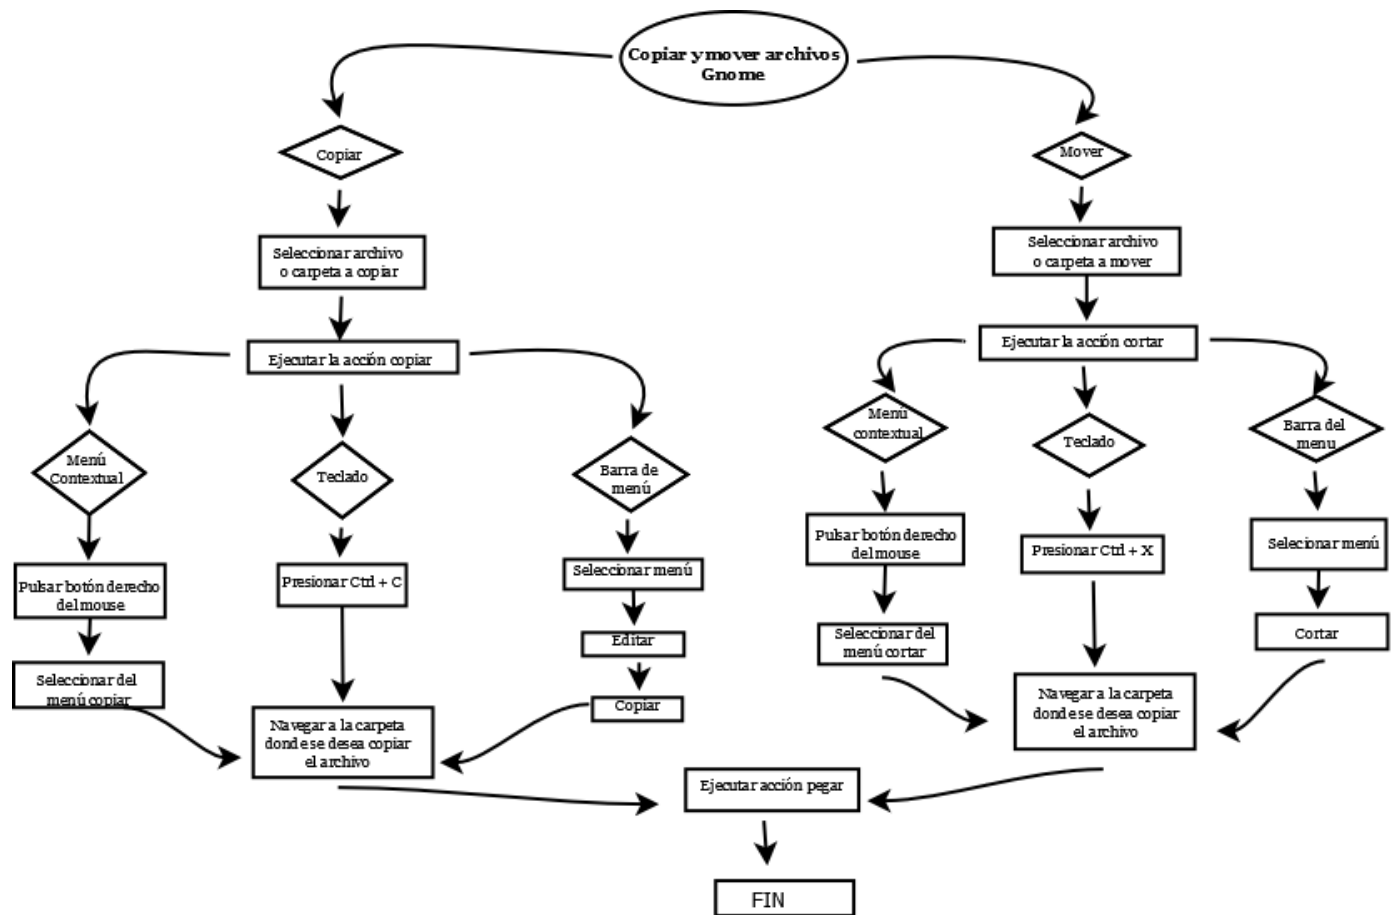 Copiar y mover archivos
Gnome
Copiar
Seleccionar archivo
o carpeta a copiar
Ejecutar la acción copiar
Menú
Contextual
Pulsar botón derecho
del mouse
Seleccionar del
menú copiar
Teclado
Presionar Ctrl + C
Barra de
menú
Seleccionar menú
Editar
Copiar
Navegar a la carpeta
donde se desea copiar
el archivo
Mover
Seleccionar archivo
o carpeta a mover
Ejecutar la acción cortar
Menú
contextual
Pulsar botón derecho
del mouse
Seleccionar del
menú cortar
Teclado
Presionar Ctrl + X
Barra del
menu
Selecionar menú
Cortar
Navegar a la carpeta
donde se desea copiar
el archivo
Ejecutar acción pegar
FIN